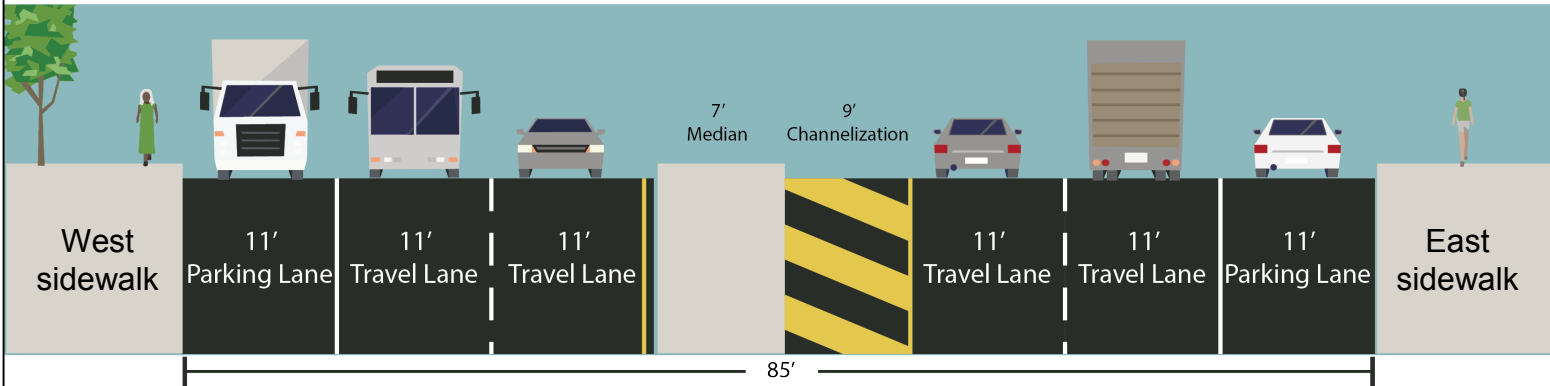 7’
Median
9’
Channelization
West
sidewalk
11’
Parking Lane
11’
Travel Lane
11’
Travel Lane
11’
Travel Lane
11’
Travel Lane
11’
Parking Lane
East
sidewalk
85’